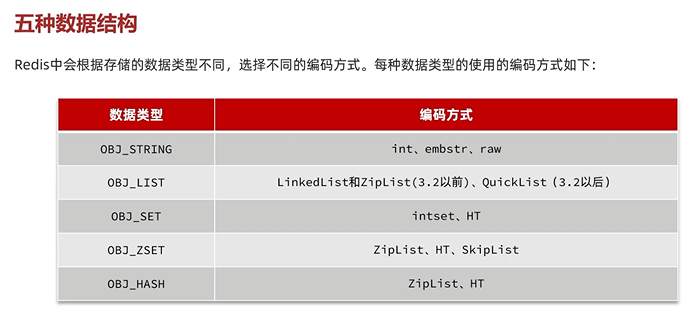 五种数据结构
Redis中会根据存储的数据类型不同，选择不同的编码方式。每种数据类型的使用的编码方式如下：
数据类型 编码方式
OBJ_STRING int、embstr、raw
OBJ_LIST LinkedList和ZipList(3.2以前)、QuickList（3.2以后）
OBJ_SET intset、HT
OBJ_ZSET ZipList、HT、SkipList
OBJ_HASH ZipList、HT